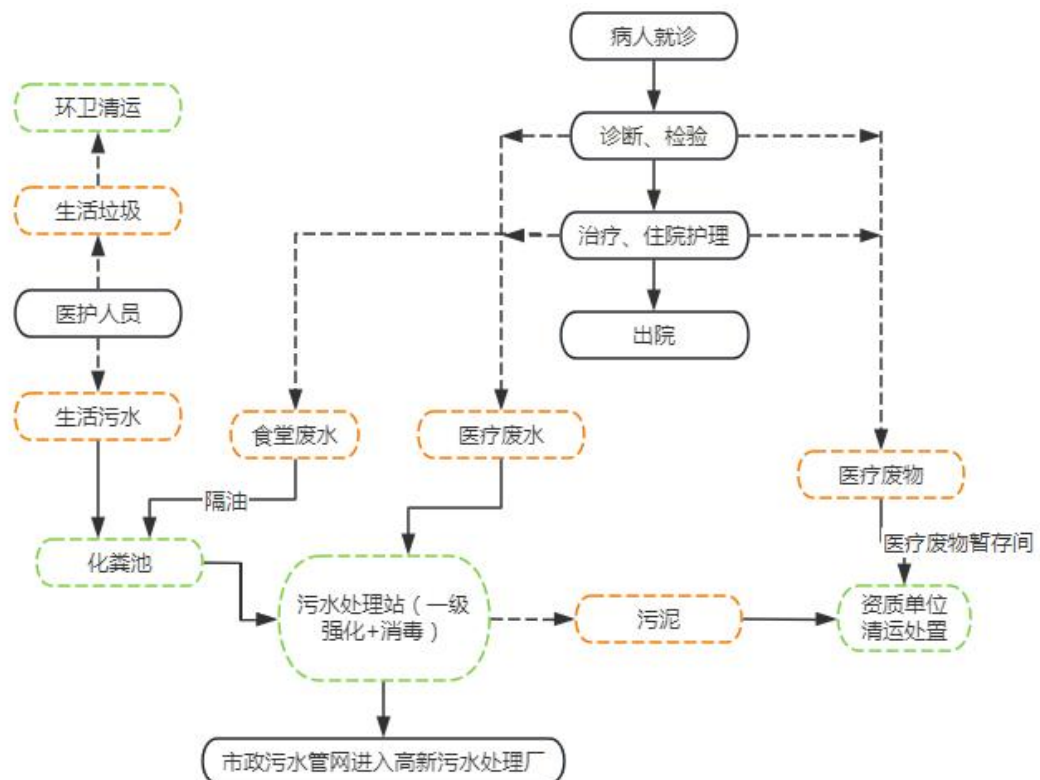 病人就诊
环卫清运
诊断、检验
生活垃圾
治疗、住院护理
医护人员
出院
生活污水
食堂废水
医疗废水
医疗废物
隔油
医疗废物暂存间
化粪池
污水处理站（一级
强化+消毒）
污泥
资质单位
清运处置
市政污水管网进入高新污水处理厂